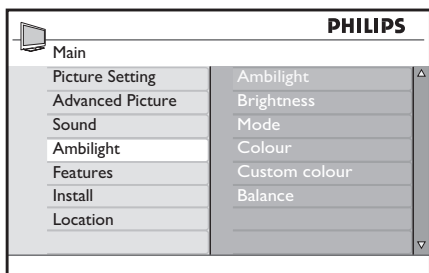 PHILIPS
Main
Picture Setting
Advanced Picture
Sound
Ambilight
Features
Install
Location
Ambilight
Brightness
Mode
Colour
Custom colour
Balance